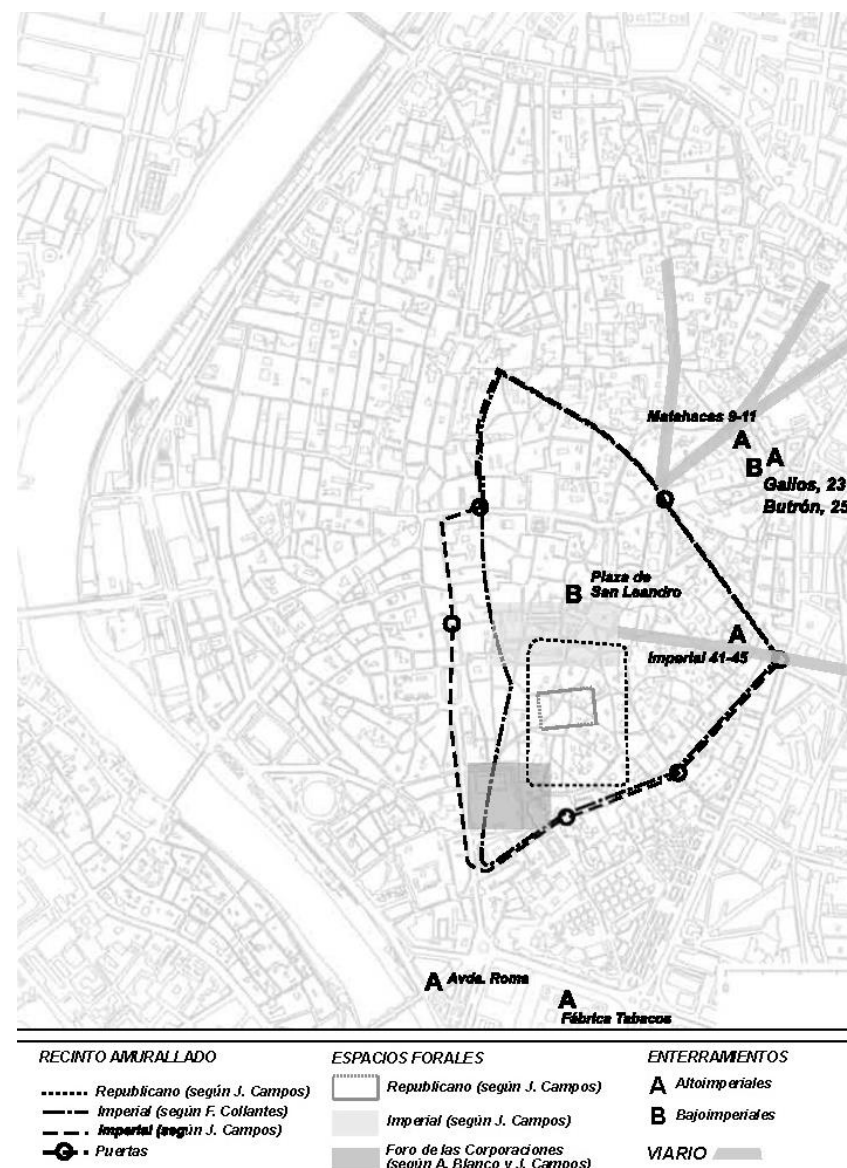 Matahacas 9-11
A
B A
Gallos, 23
Butrón, 25
Plaza de
B San Leandro
A
Imperial 41-45
A Avda. Roma
A
Fábrica Tabacos
RECINTO AMURALLADO
Republicano (según J. Campos)
Imperial (según F. Collantes)
Imperial (según J. Campos)
Puertas
ESPACIOS FORALES
Republicano (según J. Campos)
Imperial (según J. Campos)
Foro de las Corporaciones
(según A. Blanco y J. Campos)
ENTERRAMIENTOS
A Altoimperiales
B Bajoimperiales
VIARIO